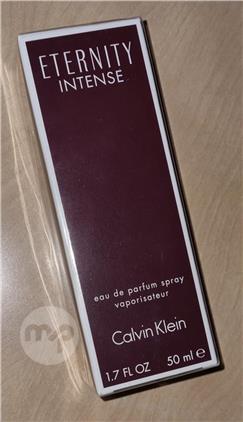 ETERNITY
INTENSE
eau de parfum spray
vaporisateur
Calvin Klein
1.7 FL OZ 50 ml e